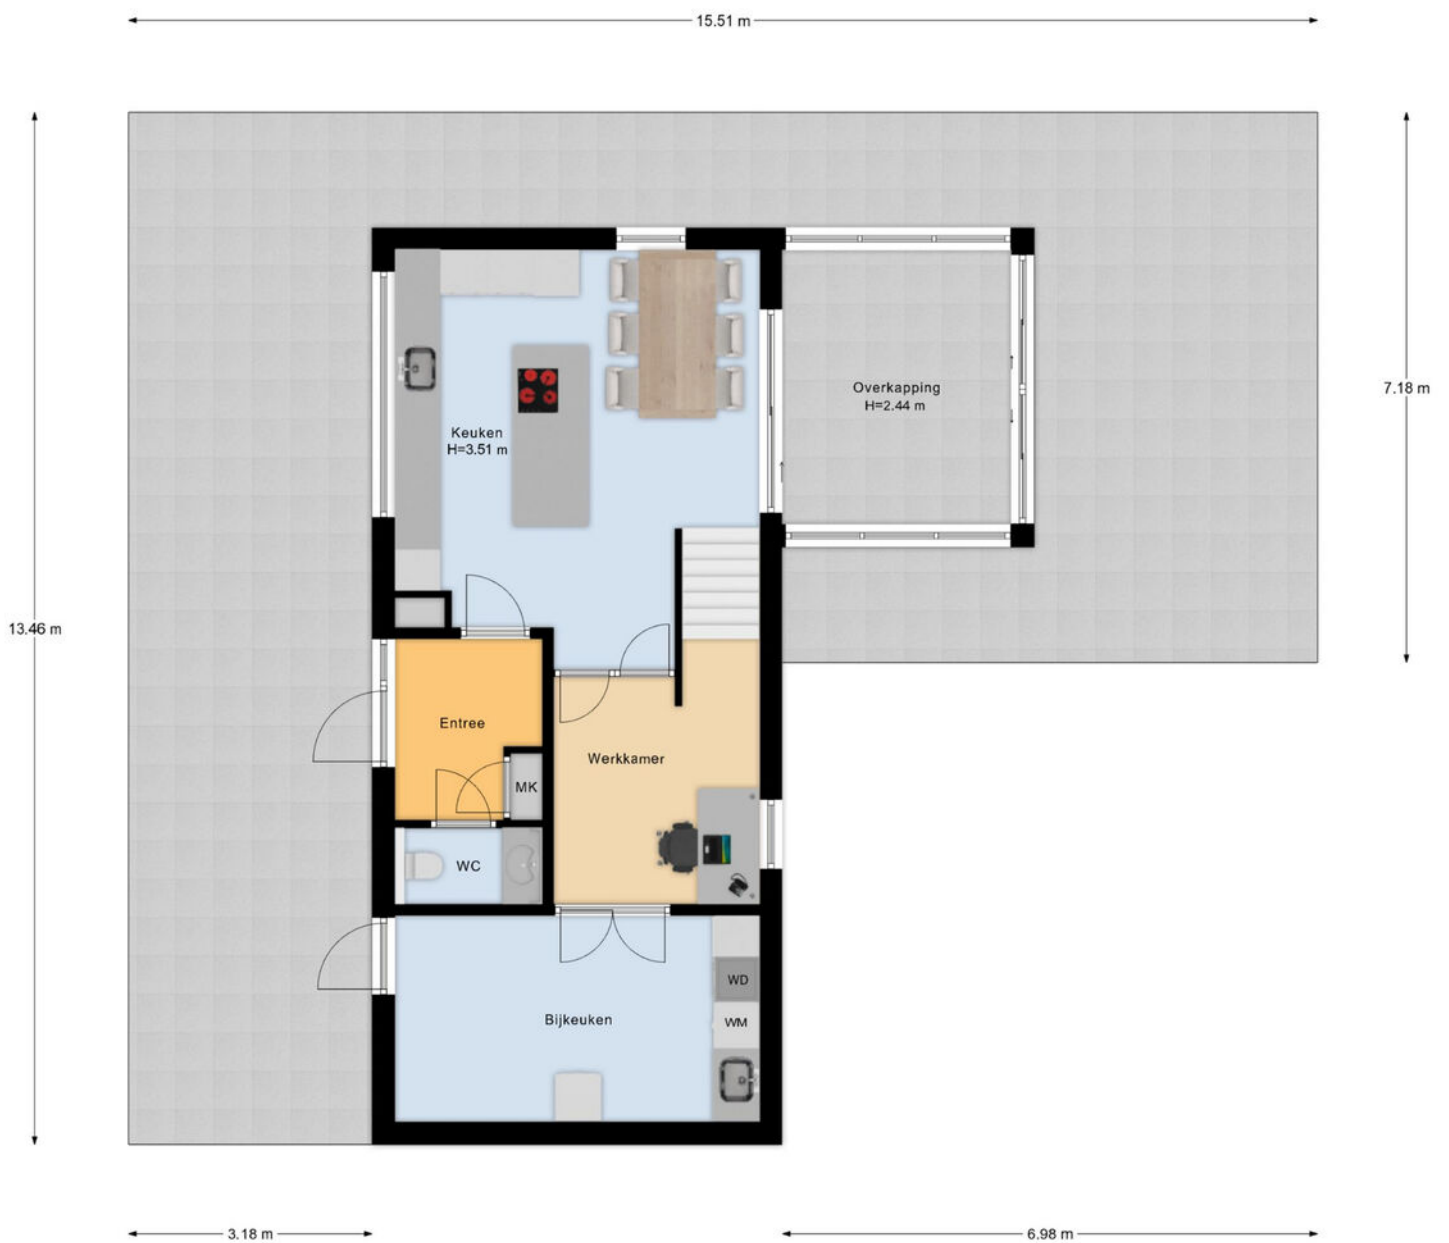 15.51 m
Overkapping
H=2.44 m
7.18 m
Keuken
H=3.51 m
13.46 m
Entree
Werkkamer
MK
WC
WD
Bijkeuken
WM
3.18 m
6.98 m